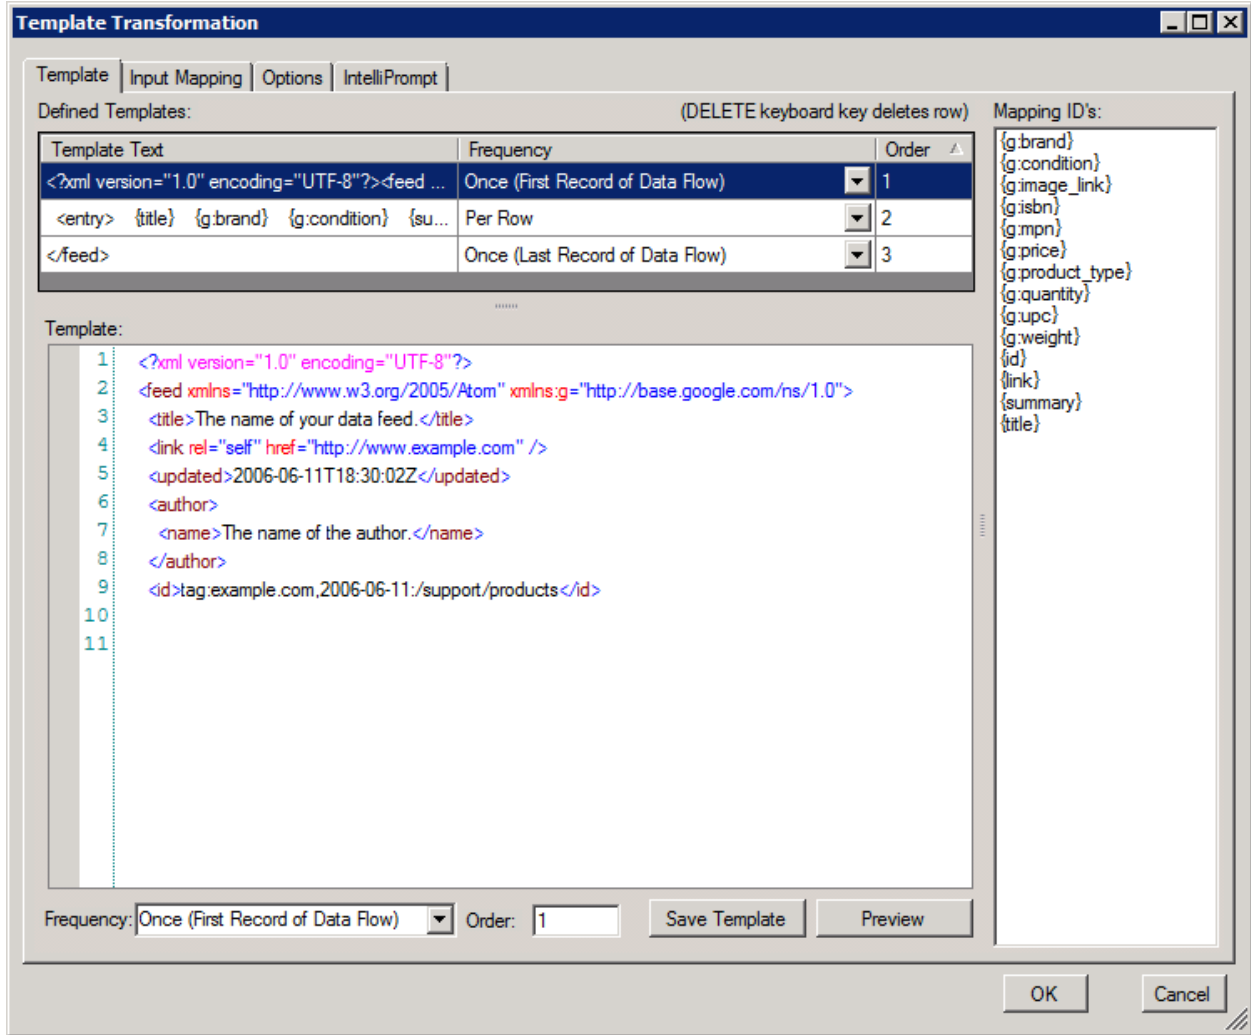 Template Transformation
Template Input Mapping Options IntelliPrompt
Defined Templates: (DELETE keyboard key deletes row) Mapping ID's:
Template Text Frequency Order
<?xml version="1.0" encoding="UTF-8"?><feed ... Once (First Record of Data Flow) 1
<entry> {title} {g:brand} {g:condition} {su... Per Row 2
</feed> Once (Last Record of Data Flow) 3
{g:brand}
{g:condition}
{g:image_link}
{g:isbn}
{g:mpn}
{g:price}
{g:product_type}
{g:quantity}
{g:upc}
{g:weight}
{id}
{link}
{summary}
{title}
Template:
1 <?xml version="1.0" encoding="UTF-8"?>
2 <feed xmlns="http://www.w3.org/2005/Atom" xmlns:g="http://base.google.com/ns/1.0">
3 <title>The name of your data feed.</title>
4 <link rel="self" href="http://www.example.com" />
5 <updated>2006-06-11T18:30:02Z</updated>
6 <author>
7 <name>The name of the author.</name>
8 </author>
9 <id>tag:example.com,2006-06-11:/support/products</id>
10
11
Frequency: Once (First Record of Data Flow) Order: 1 Save Template Preview
OK Cancel